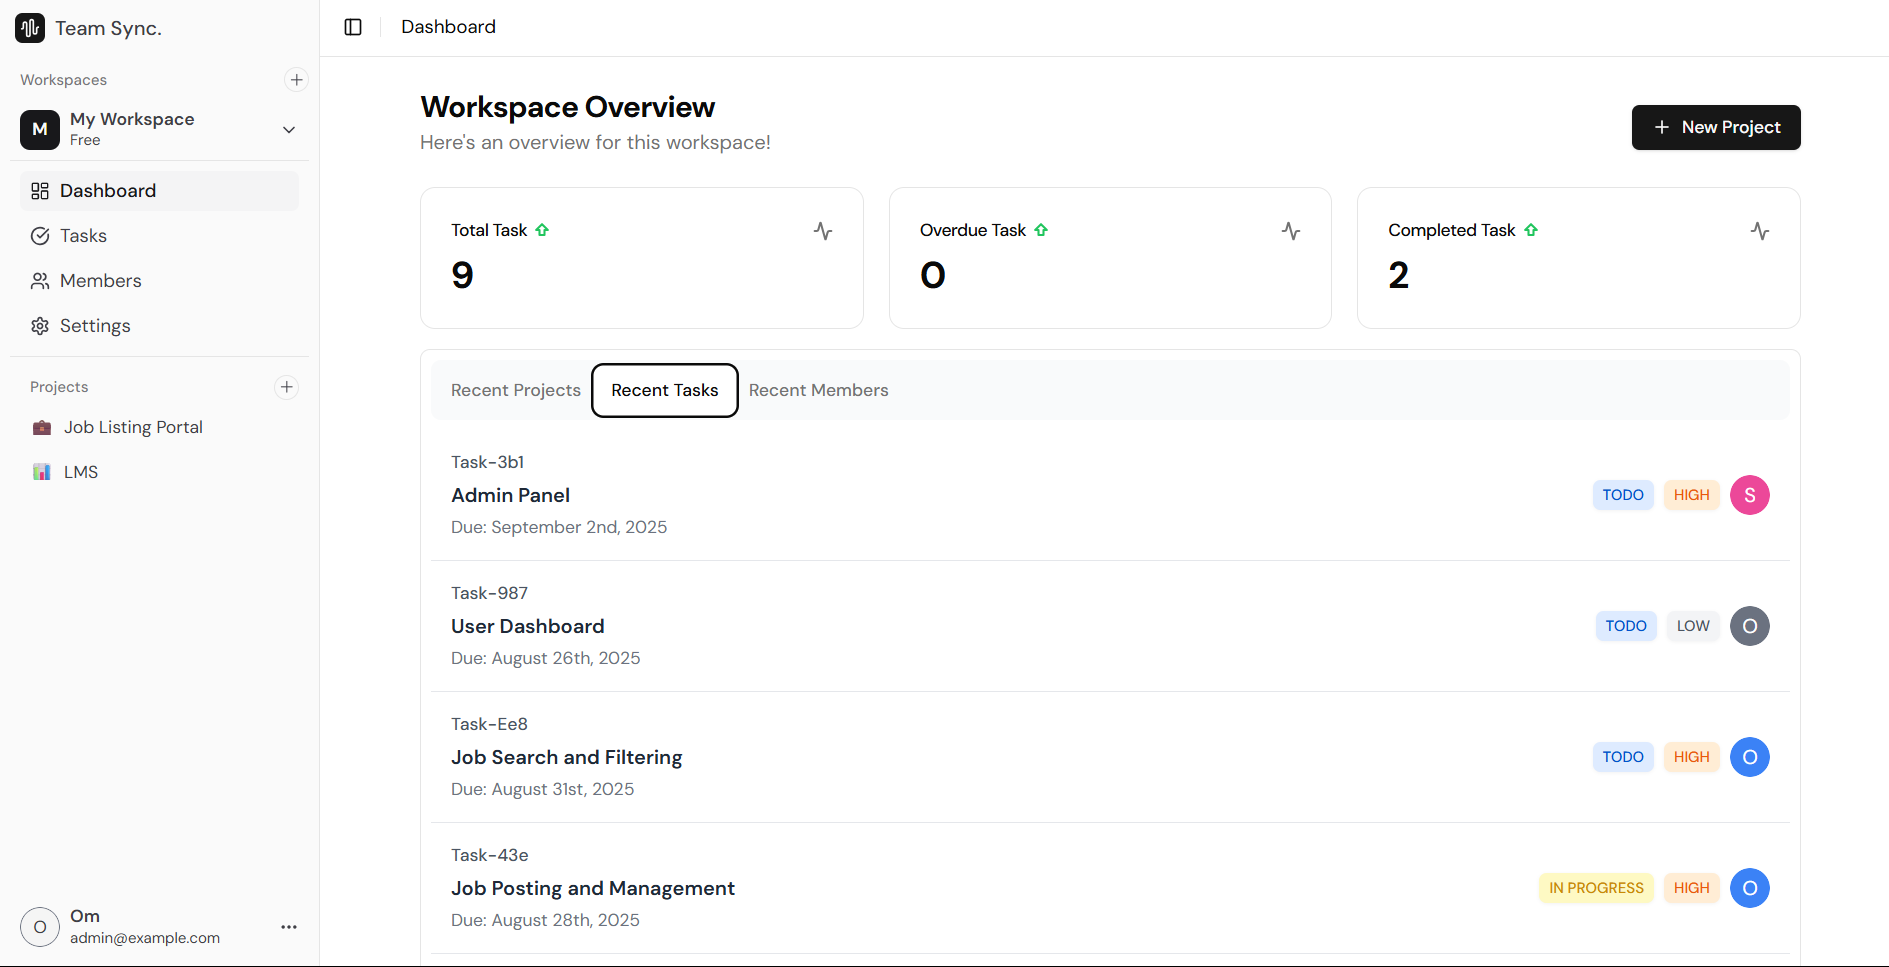 Team Sync.
Workspaces
M
My Workspace
Free
Dashboard
Tasks
Members
Settings
Projects
Job Listing Portal
LMS
O
Om
admin@example.com
Dashboard
Workspace Overview
Here's an overview for this workspace!
New Project
Total Task
9
Overdue Task
0
Completed Task
2
Recent Projects Recent Tasks Recent Members
Task-3b1
Admin Panel
Due: September 2nd, 2025
TODO HIGH S
Task-987
User Dashboard
Due: August 26th, 2025
TODO LOW O
Task-Ee8
Job Search and Filtering
Due: August 31st, 2025
TODO HIGH O
Task-43e
Job Posting and Management
Due: August 28th, 2025
IN PROGRESS HIGH O